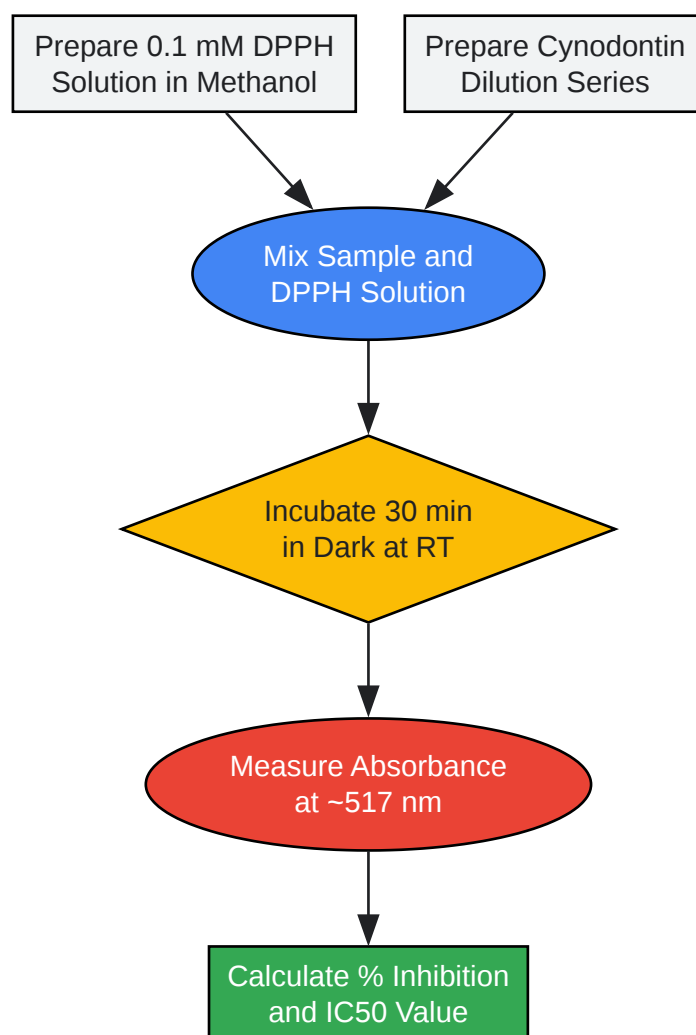 Prepare 0.1 mM DPPH
Solution in Methanol
Prepare Cynodontin
Dilution Series
Mix Sample and
DPPH Solution
Incubate 30 min
in Dark at RT
Measure Absorbance
at ~517 nm
Calculate % Inhibition
and IC50 Value